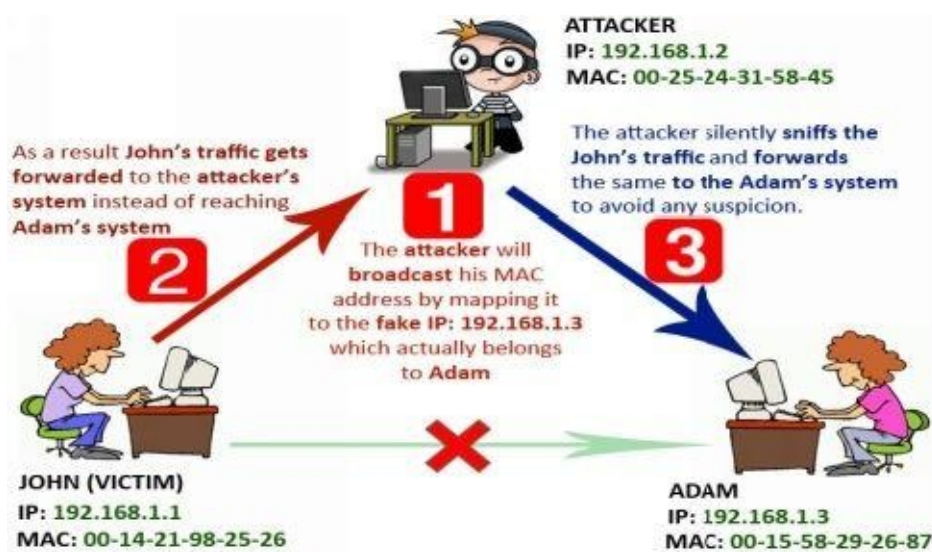 ATTACKER
IP: 192.168.1.2
MAC: 00-25-24-31-58-45
As a result John's traffic gets
forwarded to the attacker's
system instead of reaching
Adam's system
2
1
The attacker will
broadcast his MAC
address by mapping it
to the fake IP: 192.168.1.3
which actually belongs
to Adam
The attacker silently sniffs the
John's traffic and forwards
the same to the Adam's system
to avoid any suspicion.
3
JOHN (VICTIM)
IP: 192.168.1.1
MAC: 00-14-21-98-25-26
ADAM
IP: 192.168.1.3
MAC: 00-15-58-29-26-87